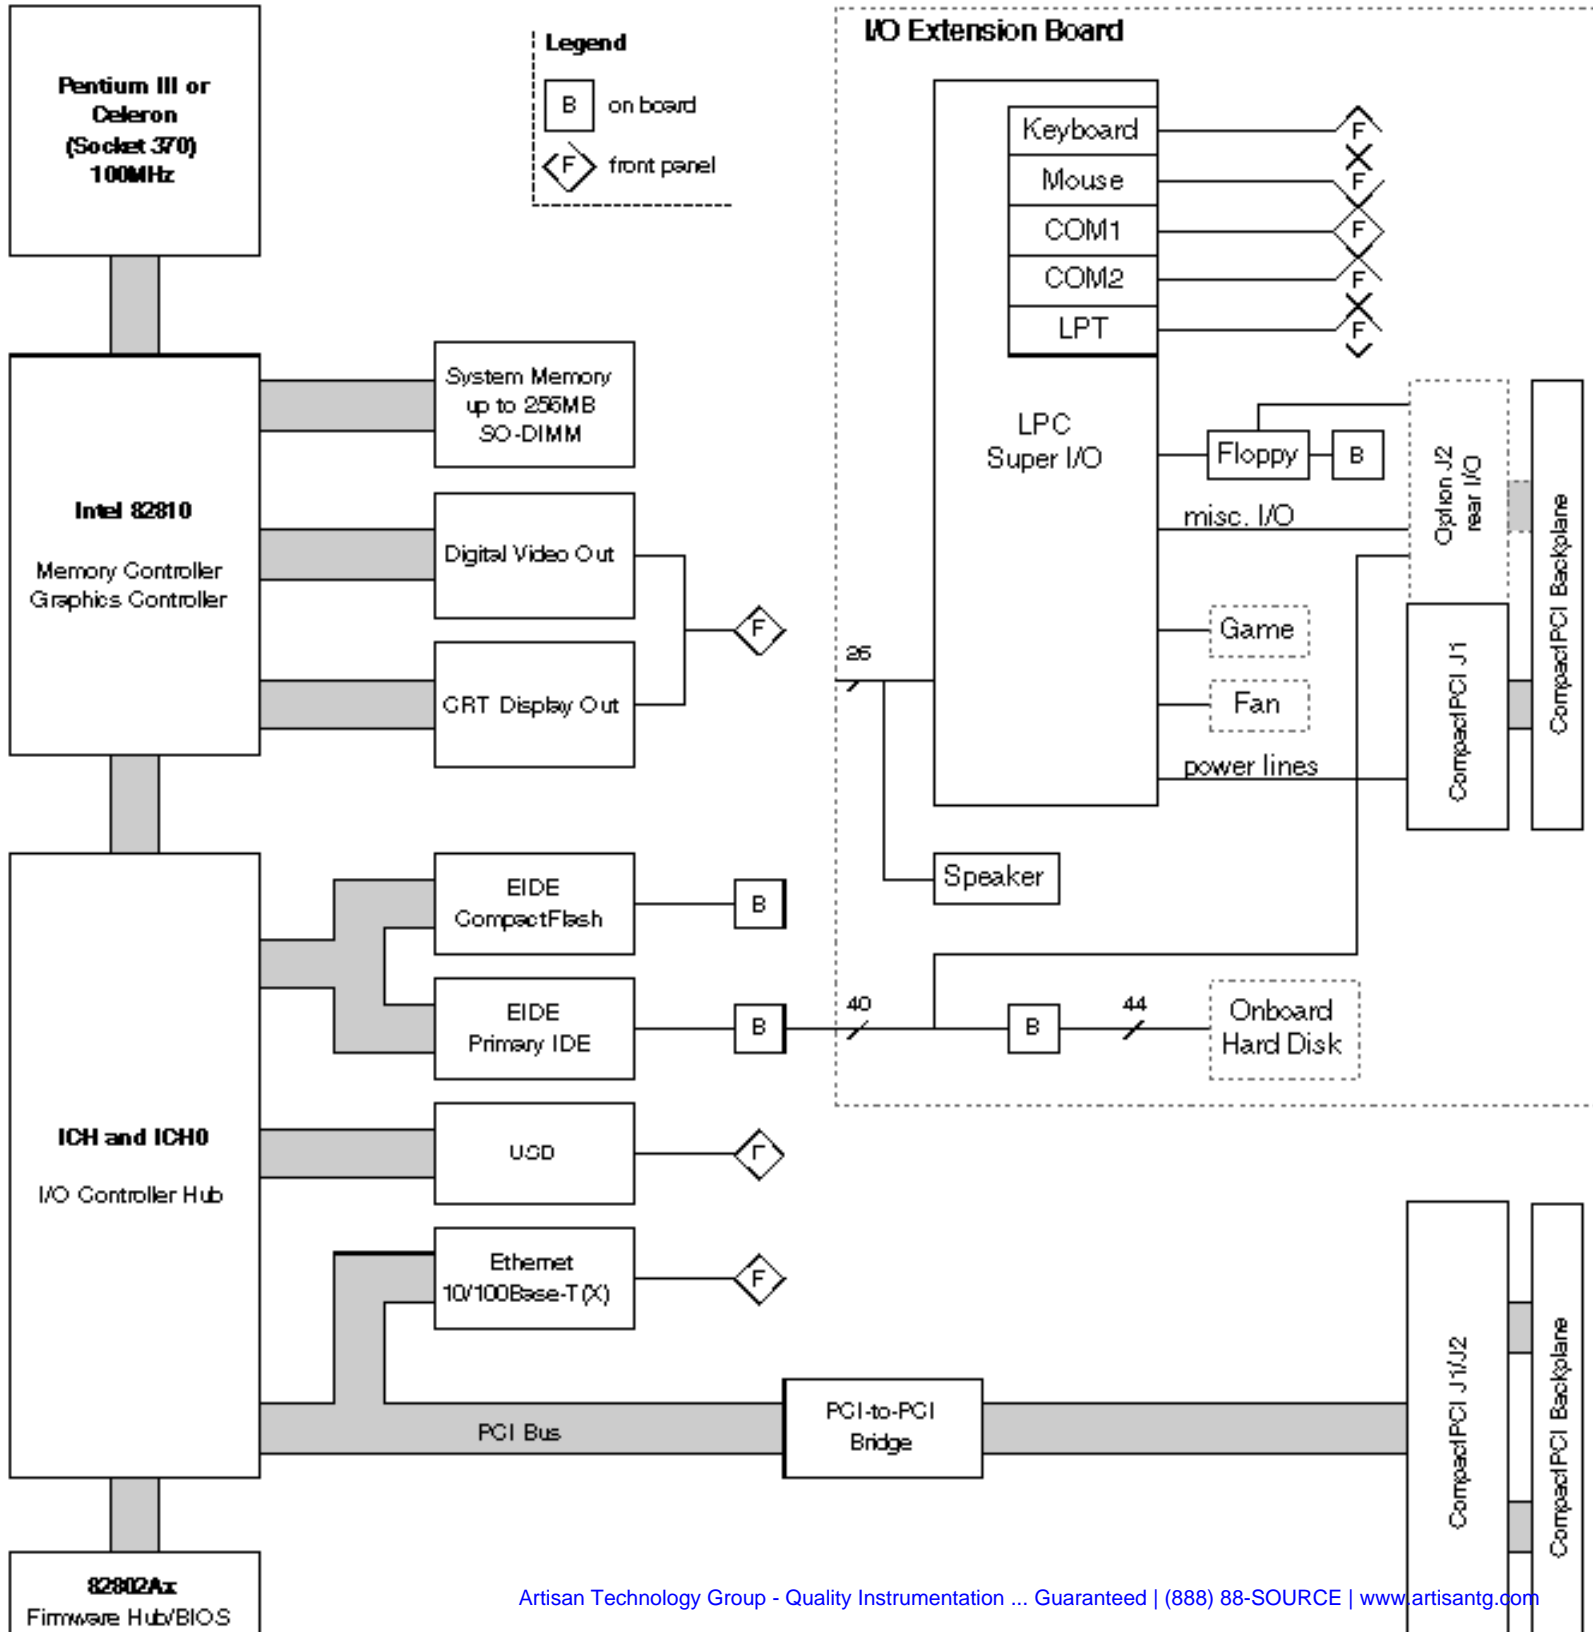 Pentium III or
Celeron
(Socket 370)
100MHz
Legend
B on board
F front panel
I/O Extension Board
Keyboard F
Mouse F
COM1 F
COM2 F
LPT F
LPC
Super I/O
Floppy B
misc. I/O
Game
Fan
power lines
26
Speaker
Option J2
rear I/O
CompactPCI J1
CompactPCI Backplane
System Memory
up to 256MB
SO-DIMM
Intel 82810
Memory Controller
Graphics Controller
Digital Video Out
F
CRT Display Out
EIDE
CompactFlash
B
EIDE
Primary IDE
B
40
B
44
Onboard
Hard Disk
ICH and ICH0
I/O Controller Hub
USB
F
Ethernet
10/100Base-T(X)
F
PCI Bus
PCI-to-PCI
Bridge
CompactPCI J1/J2
CompactPCI Backplane
82802Ax
Firmware Hub/BIOS
Artisan Technology Group - Quality Instrumentation ... Guaranteed | (888) 88-SOURCE | www.artisantg.com